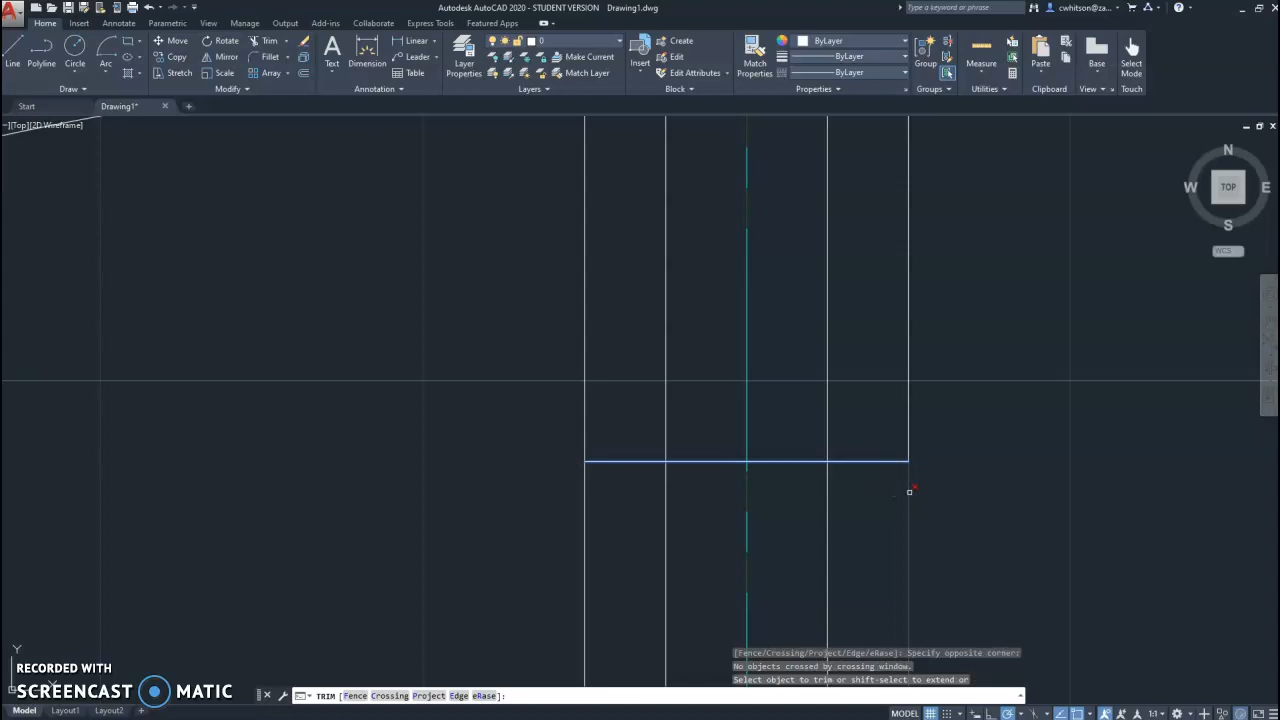 Autodesk AutoCAD 2020 - STUDENT VERSION Drawing1.dwg
Type a keyword or phrase
cwhitson@za...
Home Insert Annotate Parametric View Manage Output Add-ins Collaborate Express Tools Featured Apps
Line Polyline Circle Arc
Move Rotate Trim
Copy Mirror Fillet
Stretch Scale Array
Text Dimension
Linear
Leader
Table
Layer Properties
0
Make Current
Match Layer
Insert
Create
Edit
Edit Attributes
Match Properties
ByLayer
ByLayer
ByLayer
Group
Measure
Paste
Base
Select Mode
Draw Modify Annotation Layers Block Properties Groups Utilities Clipboard View Touch
Start Drawing1*
−][Top][2D Wireframe]
N
W TOP E
S
WCS
Y
RECORDED WITH
SCREENCAST MATIC
[Fence/Crossing/Project/Edge/eRase]: Specify opposite corner:
No objects crossed by crossing window.
Select object to trim or shift-select to extend or
TRIM [Fence Crossing Project Edge eRase]:
Model Layout1 Layout2
MODEL 1:1